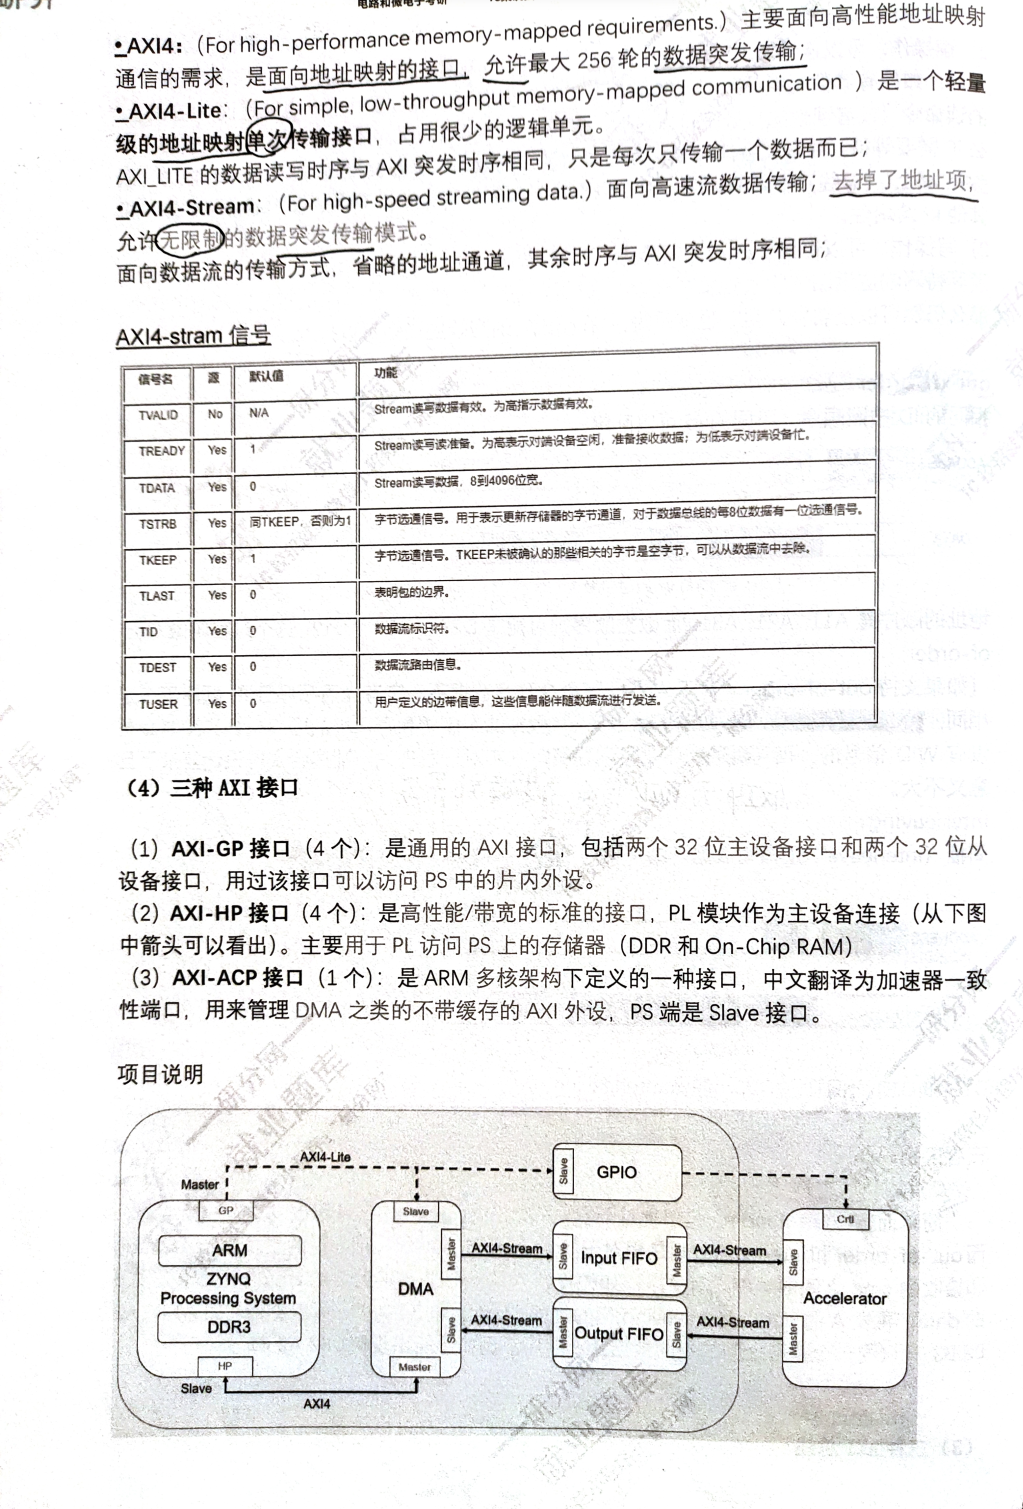 电路和微电子考研
•AXI4:（For high-performance memory-mapped requirements.）主要面向高性能地址映射
通信的需求，是面向地址映射的接口，允许最大 256 轮的数据突发传输；
•AXI4-Lite:（For simple, low-throughput memory-mapped communication ）是一个轻量
级的地址映射单次传输接口，占用很少的逻辑单元。
AXI_LITE 的数据读写时序与 AXI 突发时序相同，只是每次只传输一个数据而已；
•AXI4-Stream:（For high-speed streaming data.）面向高速流数据传输；去掉了地址项，
允许无限制的数据突发传输模式。
面向数据流的传输方式，省略的地址通道，其余时序与 AXI 突发时序相同；
AXI4-stram 信号
信号名 源 默认值 功能
TVALID No N/A Stream读写数据有效。为高指示数据有效。
TREADY Yes 1 Stream读写读准备。为高表示对端设备空闲，准备接收数据；为低表示对端设备忙。
TDATA Yes 0 Stream读写数据，8到4096位宽。
TSTRB Yes 同TKEEP，否则为1 字节选通信号。用于表示更新存储器的字节通道，对于数据总线的每8位数据有一位选通信号。
TKEEP Yes 1 字节选通信号。TKEEP未被确认的那些相关的字节是空字节，可以从数据流中去除。
TLAST Yes 0 表明包的边界。
TID Yes 0 数据流标识符。
TDEST Yes 0 数据流路由信息。
TUSER Yes 0 用户定义的边带信息，这些信息能伴随数据流进行发送。
（4）三种 AXI 接口
（1）AXI-GP 接口（4 个）：是通用的 AXI 接口，包括两个 32 位主设备接口和两个 32 位从
设备接口，用过该接口可以访问 PS 中的片内外设。
（2）AXI-HP 接口（4 个）：是高性能/带宽的标准的接口，PL 模块作为主设备连接（从下图
中箭头可以看出）。主要用于 PL 访问 PS 上的存储器（DDR 和 On-Chip RAM）
（3）AXI-ACP 接口（1 个）：是 ARM 多核架构下定义的一种接口，中文翻译为加速器一致
性端口，用来管理 DMA 之类的不带缓存的 AXI 外设，PS 端是 Slave 接口。
项目说明
AXI4-Lite
Master
GP
ARM
ZYNQ
Processing System
DDR3
HP
Slave
AXI4
Slave
DMA
Master
Slave
Master
AXI4-Stream
AXI4-Stream
Slave
GPIO
Slave
Input FIFO
Master
Master
Output FIFO
Slave
AXI4-Stream
AXI4-Stream
Crtl
Slave
Accelerator
Master
研分网
就业题库